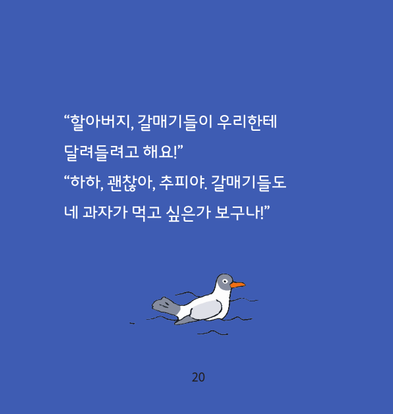 “할아버지, 갈매기들이 우리한테
달려들려고 해요!”
“하하, 괜찮아, 추피야. 갈매기들도
네 과자가 먹고 싶은가 보구나!”
20